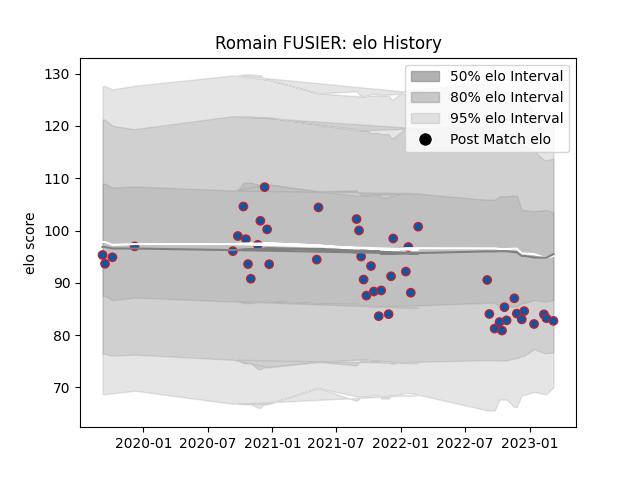 Romain FUSIER: elo History
50% elo Interval
80% elo Interval
95% elo Interval
Post Match elo
elo score
130
120
110
100
90
80
70
2020-01 2020-07 2021-01 2021-07 2022-01 2022-07 2023-01